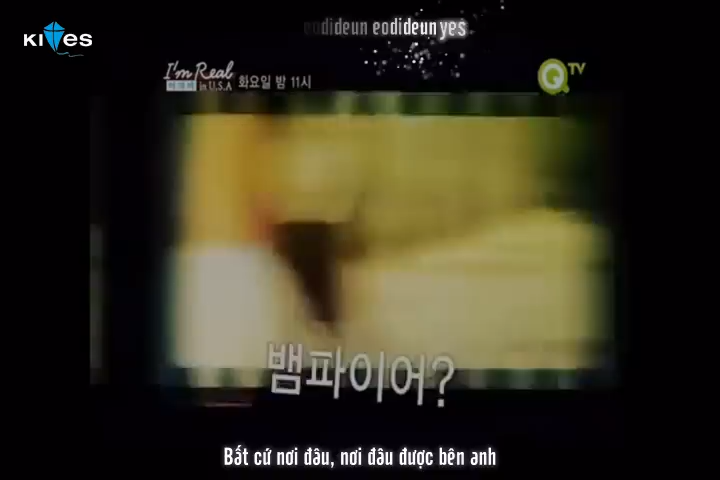 KITES
eodideun eodideun yes
I'm Real
in U.S.A 화요일 밤 11시
QTV
뱀파이어?
Bất cứ nơi đâu, nơi đâu được bên anh